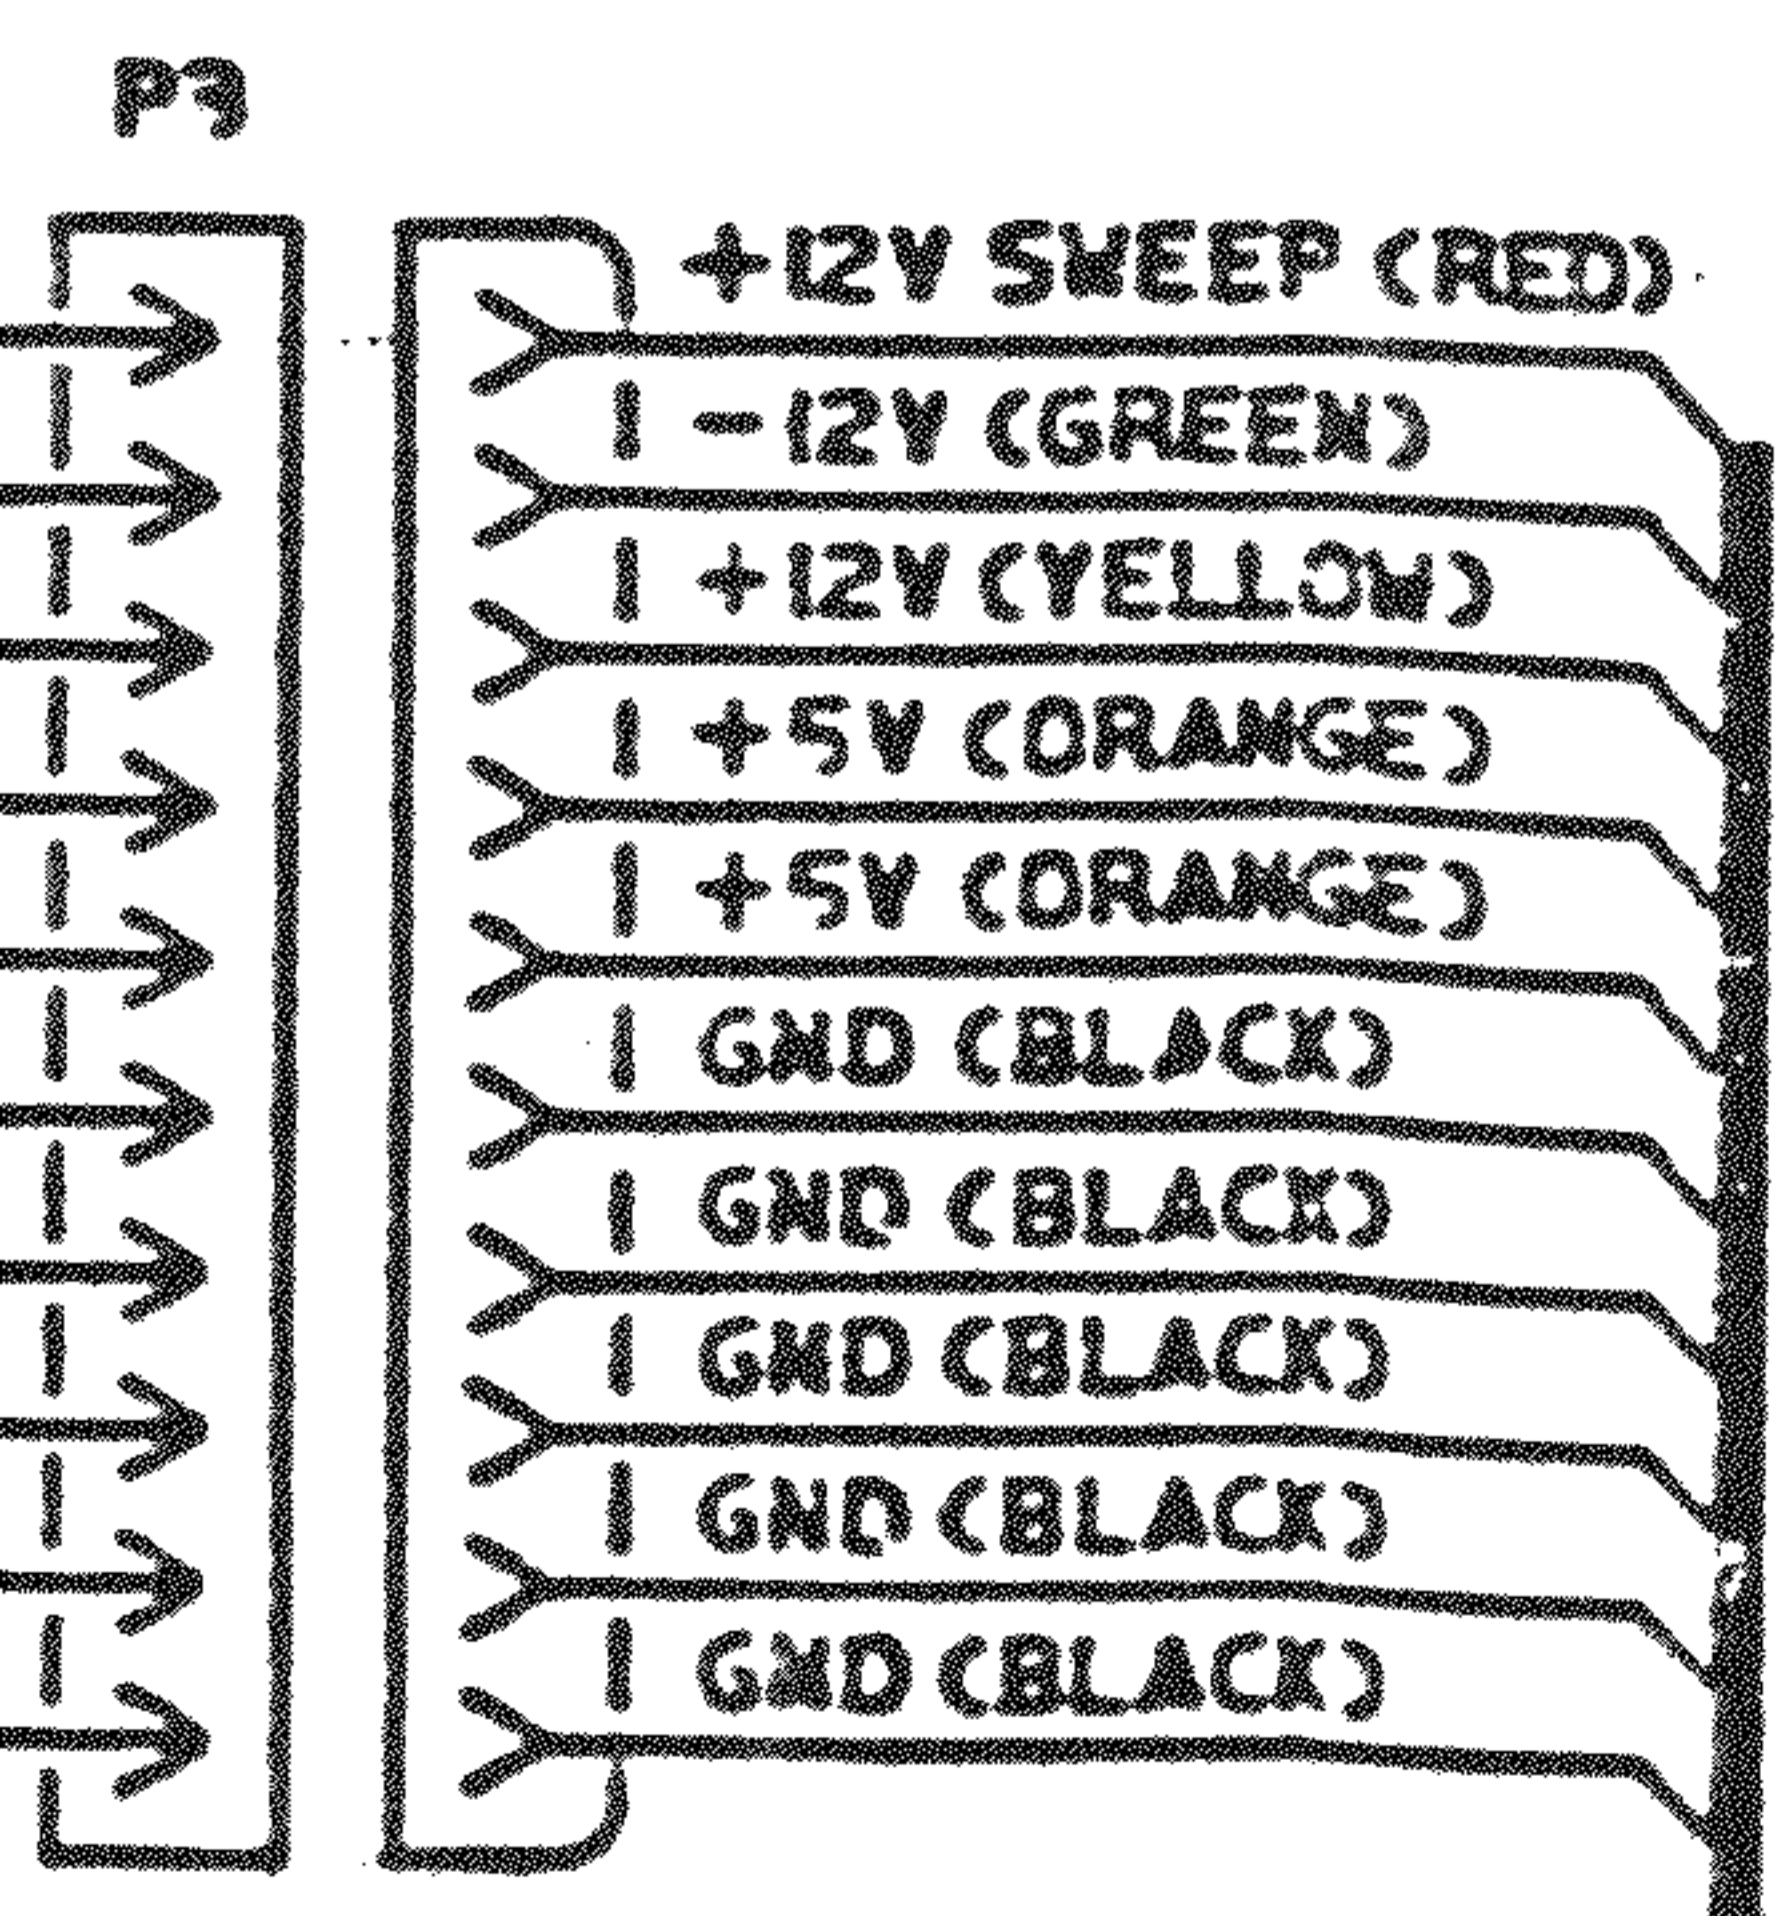 P3
+12V SWEEP (RED)
-12V (GREEN)
+12V (YELLOW)
+5V (ORANGE)
+5V (ORANGE)
GND (BLACK)
GND (BLACK)
GND (BLACK)
GND (BLACK)
GND (BLACK)